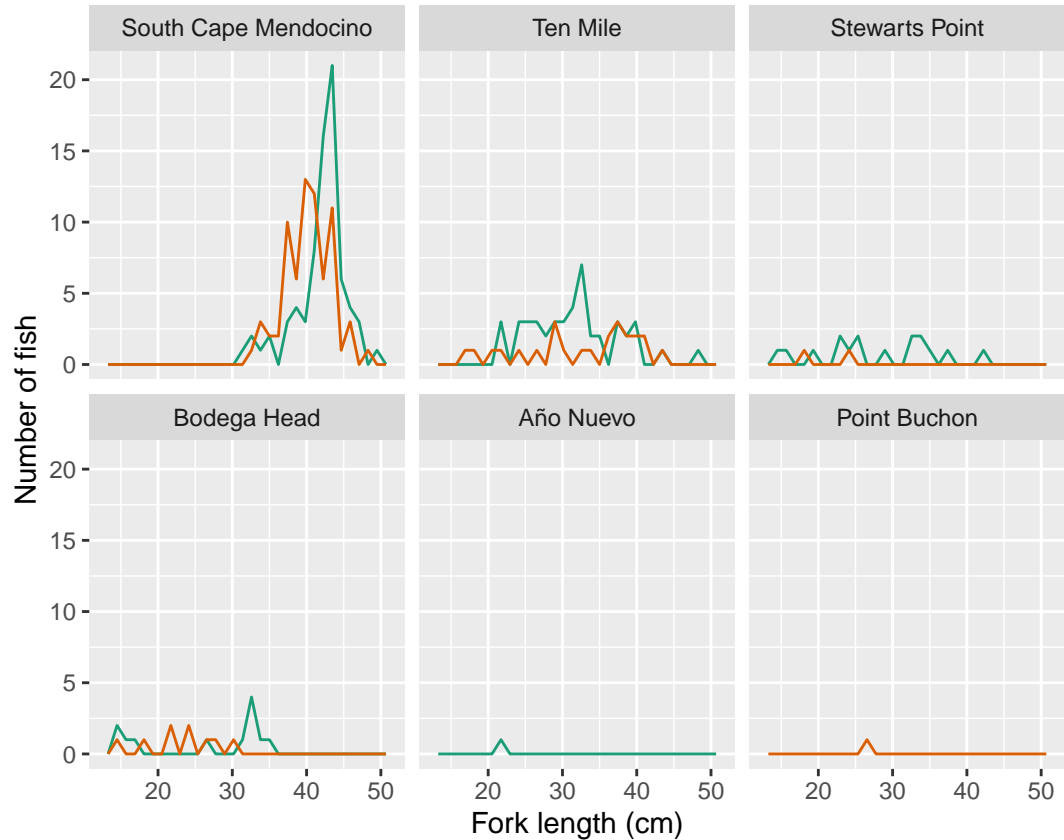 South Cape Mendocino Ten Mile Stewarts Point
20
15
10
5
0
Number of fish
Bodega Head Año Nuevo Point Buchon
20
15
10
5
0
20 30 40 50 20 30 40 50 20 30 40 50
Fork length (cm)